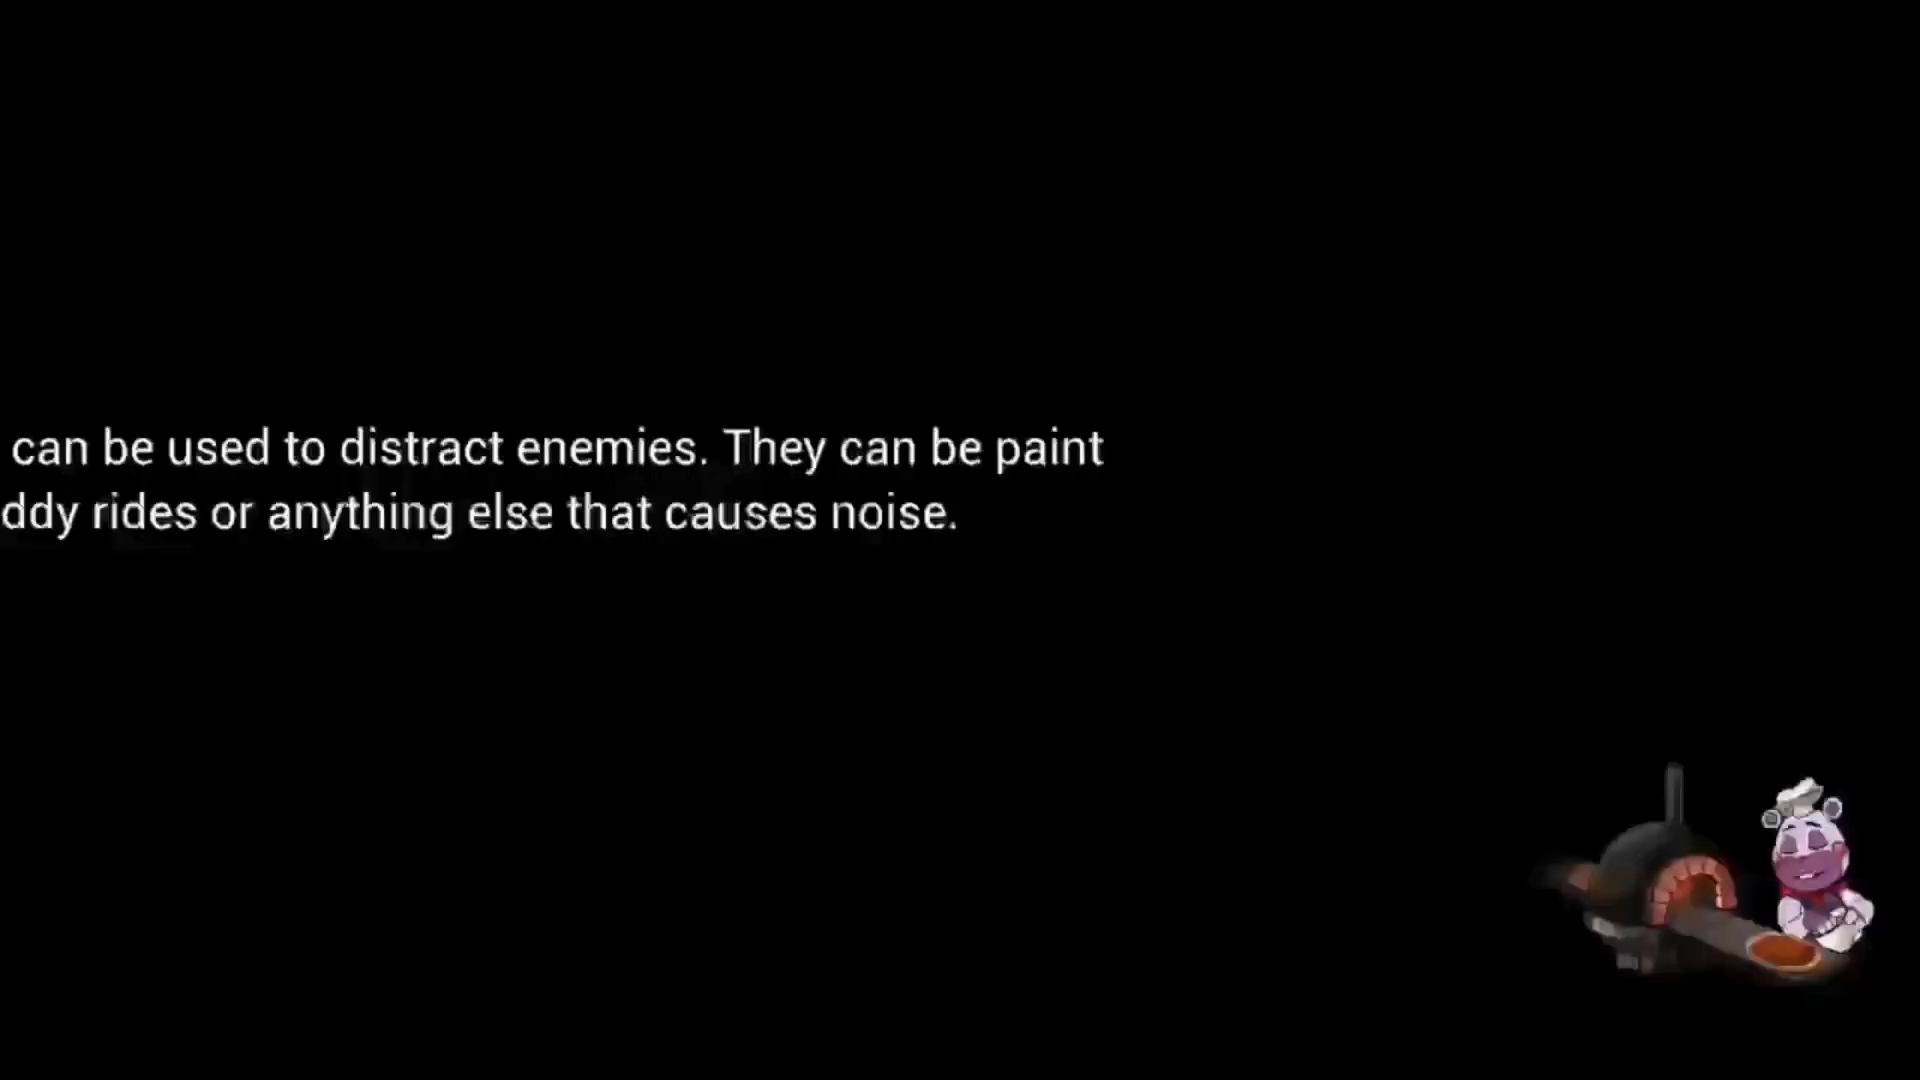 can be used to distract enemies. They can be paint
ddy rides or anything else that causes noise.